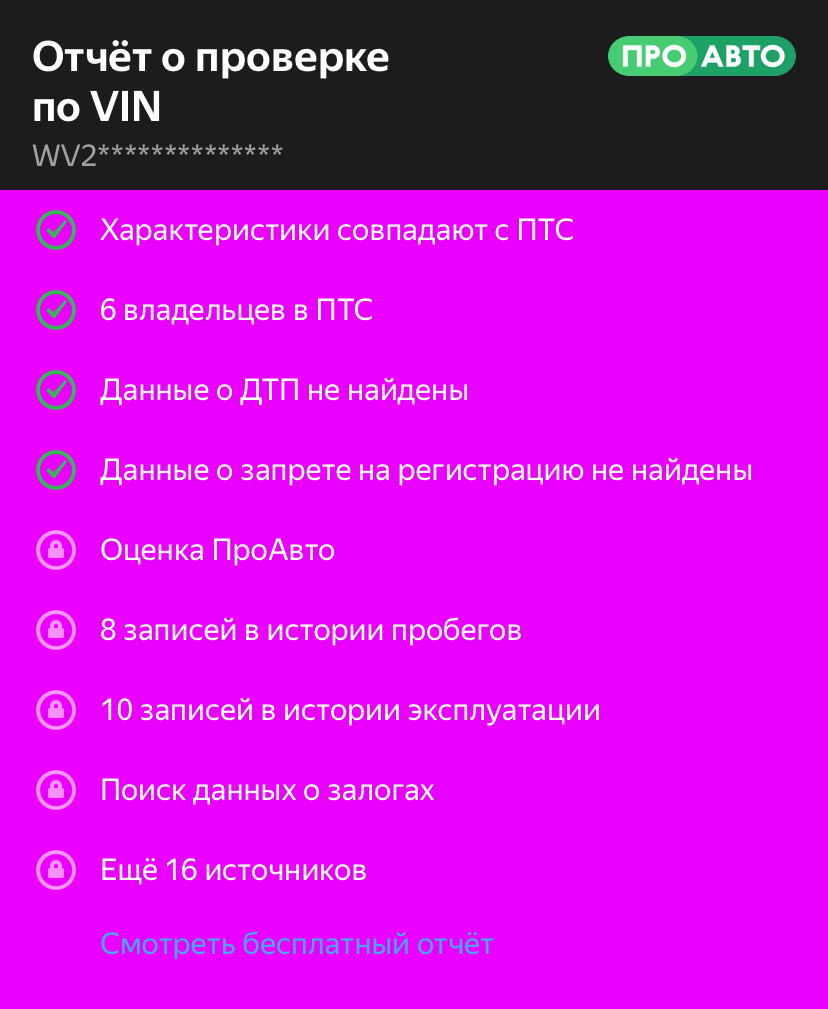 Отчёт о проверке
по VIN
ПРО АВТО
WV2**************
Характеристики совпадают с ПТС
6 владельцев в ПТС
Данные о ДТП не найдены
Данные о запрете на регистрацию не найдены
Оценка ПроАвто
8 записей в истории пробегов
10 записей в истории эксплуатации
Поиск данных о залогах
Ещё 16 источников
Смотреть бесплатный отчёт